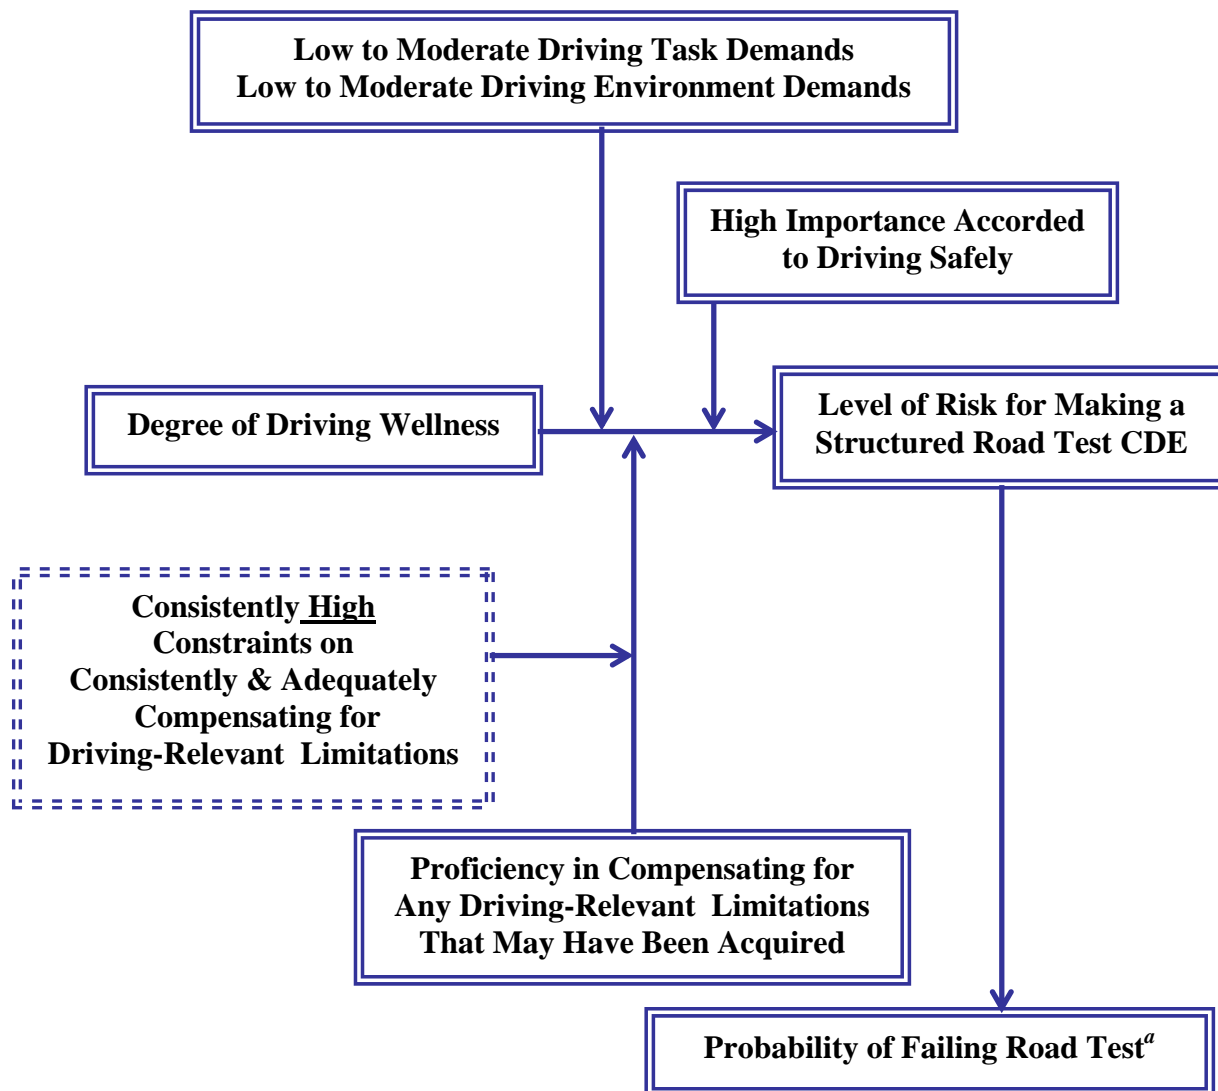 Low to Moderate Driving Task Demands
Low to Moderate Driving Environment Demands
High Importance Accorded
to Driving Safely
Degree of Driving Wellness
Level of Risk for Making a
Structured Road Test CDE
Consistently High
Constraints on
Consistently & Adequately
Compensating for
Driving-Relevant Limitations
Proficiency in Compensating for
Any Driving-Relevant Limitations
That May Have Been Acquired
Probability of Failing Road Testᵃ